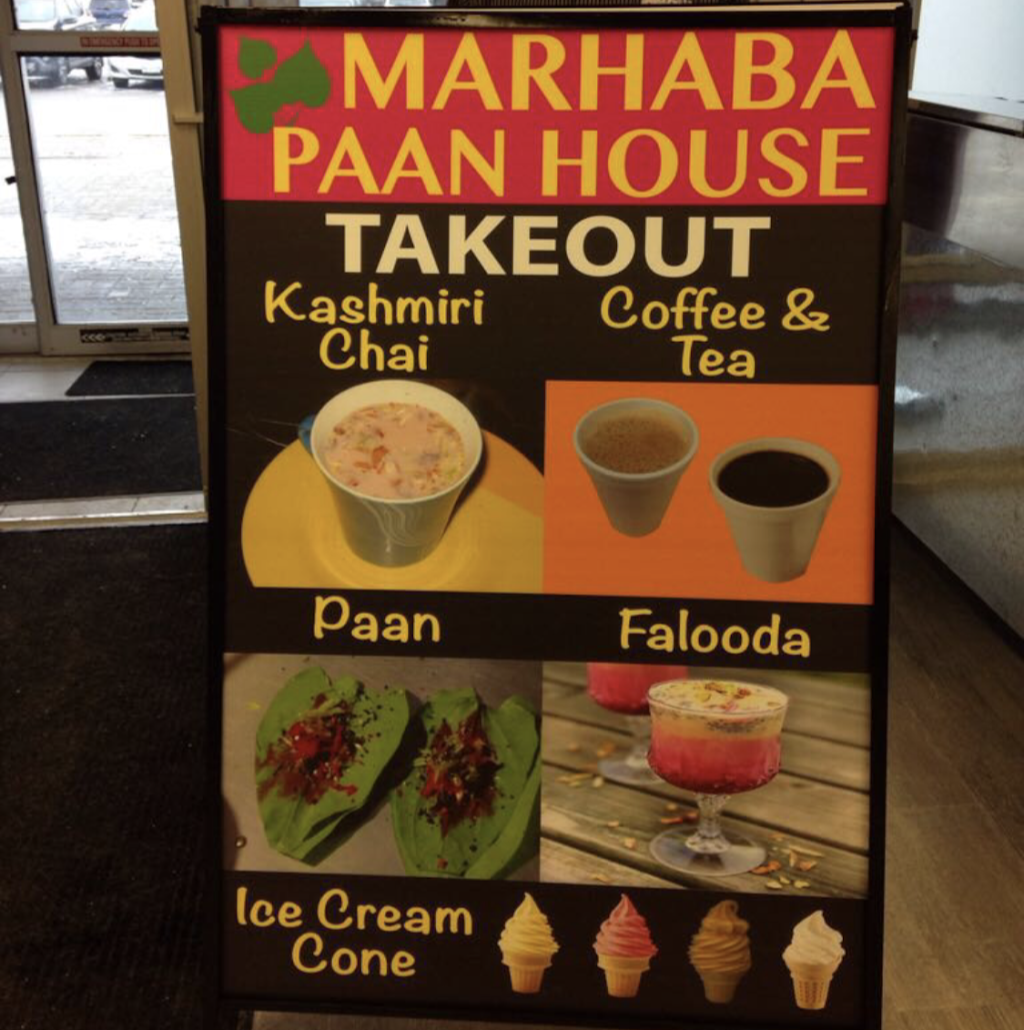 MARHABA
PAAN HOUSE
TAKEOUT
Kashmiri
Chai
Coffee &
Tea
Paan
Falooda
Ice Cream
Cone